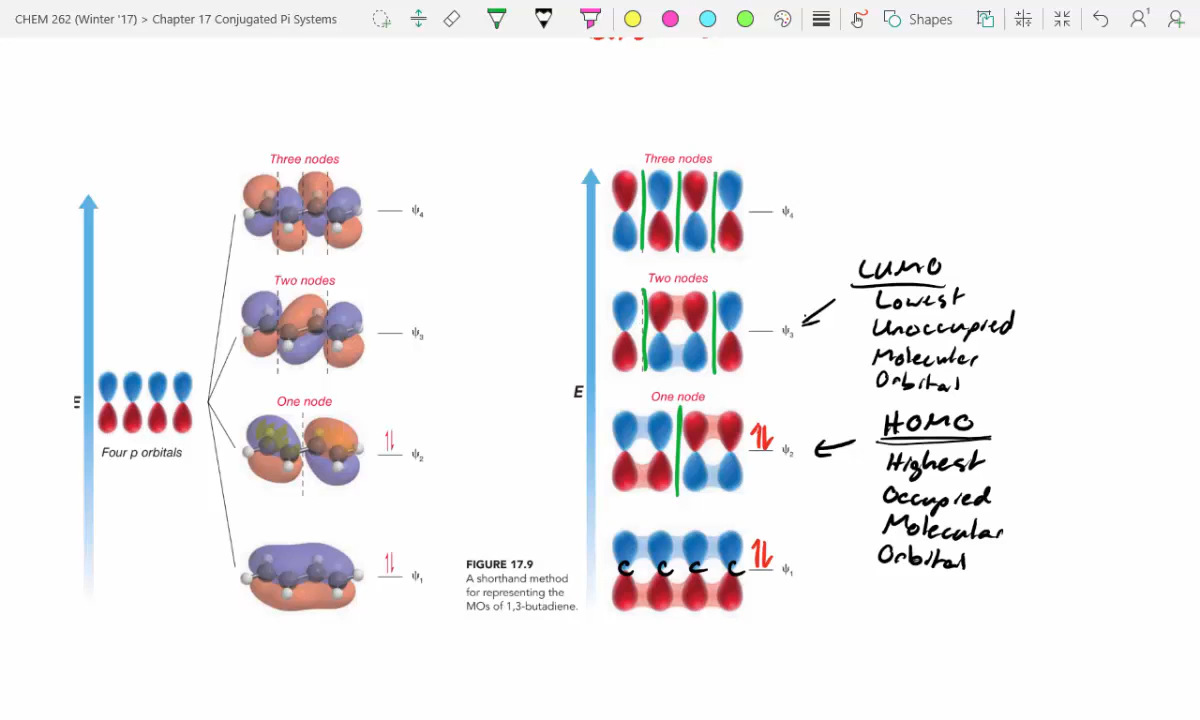 CHEM 262 (Winter '17) > Chapter 17 Conjugated Pi Systems
Shapes
1
Three nodes
ψ4
Two nodes
ψ3
One node
ψ2
ψ1
E
Four p orbitals
FIGURE 17.9
A shorthand method
for representing the
MOs of 1,3-butadiene.
E
Three nodes
ψ4
Two nodes
ψ3
One node
ψ2
C C C C
ψ1
LUMO
Lowest
Unoccupied
Molecular
Orbital
HOMO
Highest
Occupied
Molecular
Orbital